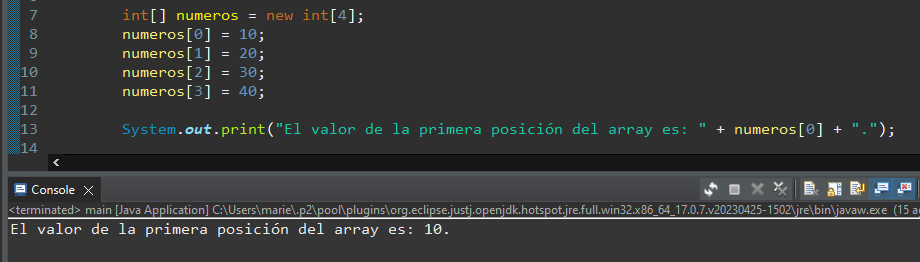 7 int[] numeros = new int[4];
8 numeros[0] = 10;
9 numeros[1] = 20;
10 numeros[2] = 30;
11 numeros[3] = 40;
12
13 System.out.print("El valor de la primera posición del array es: " + numeros[0] + ".");
14
Console
<terminated> main [Java Application] C:\Users\marie\.p2\pool\plugins\org.eclipse.justj.openjdk.hotspot.jre.full.win32.x86_64_17.0.7.v20230425-1502\jre\bin\javaw.exe (15 a
El valor de la primera posición del array es: 10.